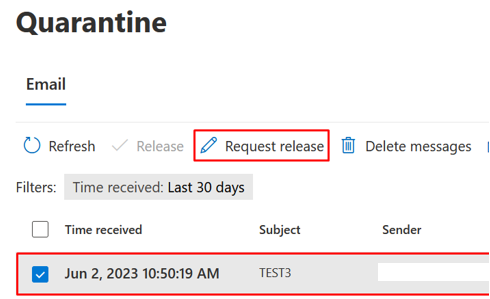 Quarantine
Email
Refresh Release Request release Delete messages
Filters: Time received: Last 30 days
Time received Subject Sender
Jun 2, 2023 10:50:19 AM TEST3